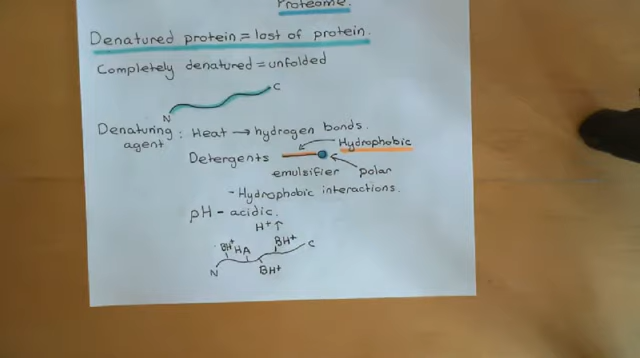 Proteome.
Denatured protein = lost of protein.
Completely denatured = unfolded
C
N
Denaturing agent : Heat → hydrogen bonds.
Hydrophobic
Detergents
emulsifier polar
- Hydrophobic interactions.
pH - acidic.
H+ ↑
BH+ HA BH+ C
N BH+